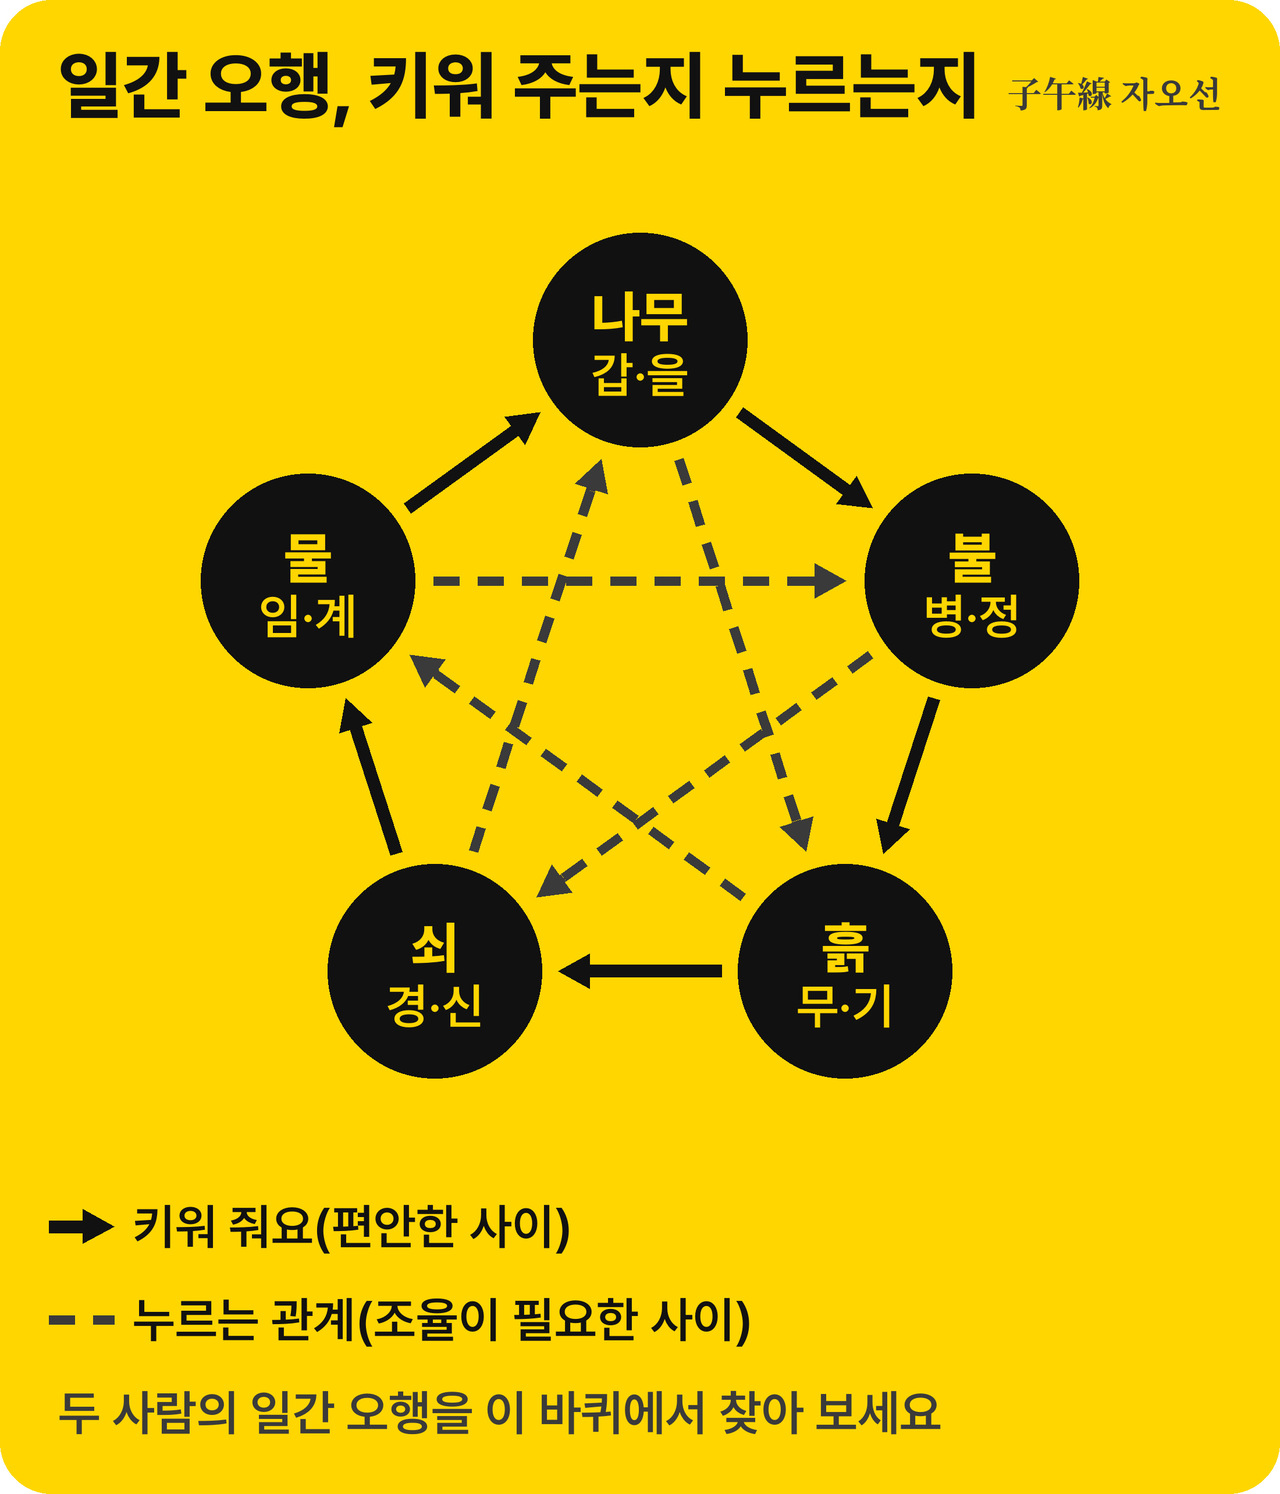 일간 오행, 키워 주는지 누르는지 子午線 자오선
나무
갑·을
물
임·계
불
병·정
쇠
경·신
흙
무·기
키워 줘요(편안한 사이)
누르는 관계(조율이 필요한 사이)
두 사람의 일간 오행을 이 바퀴에서 찾아 보세요